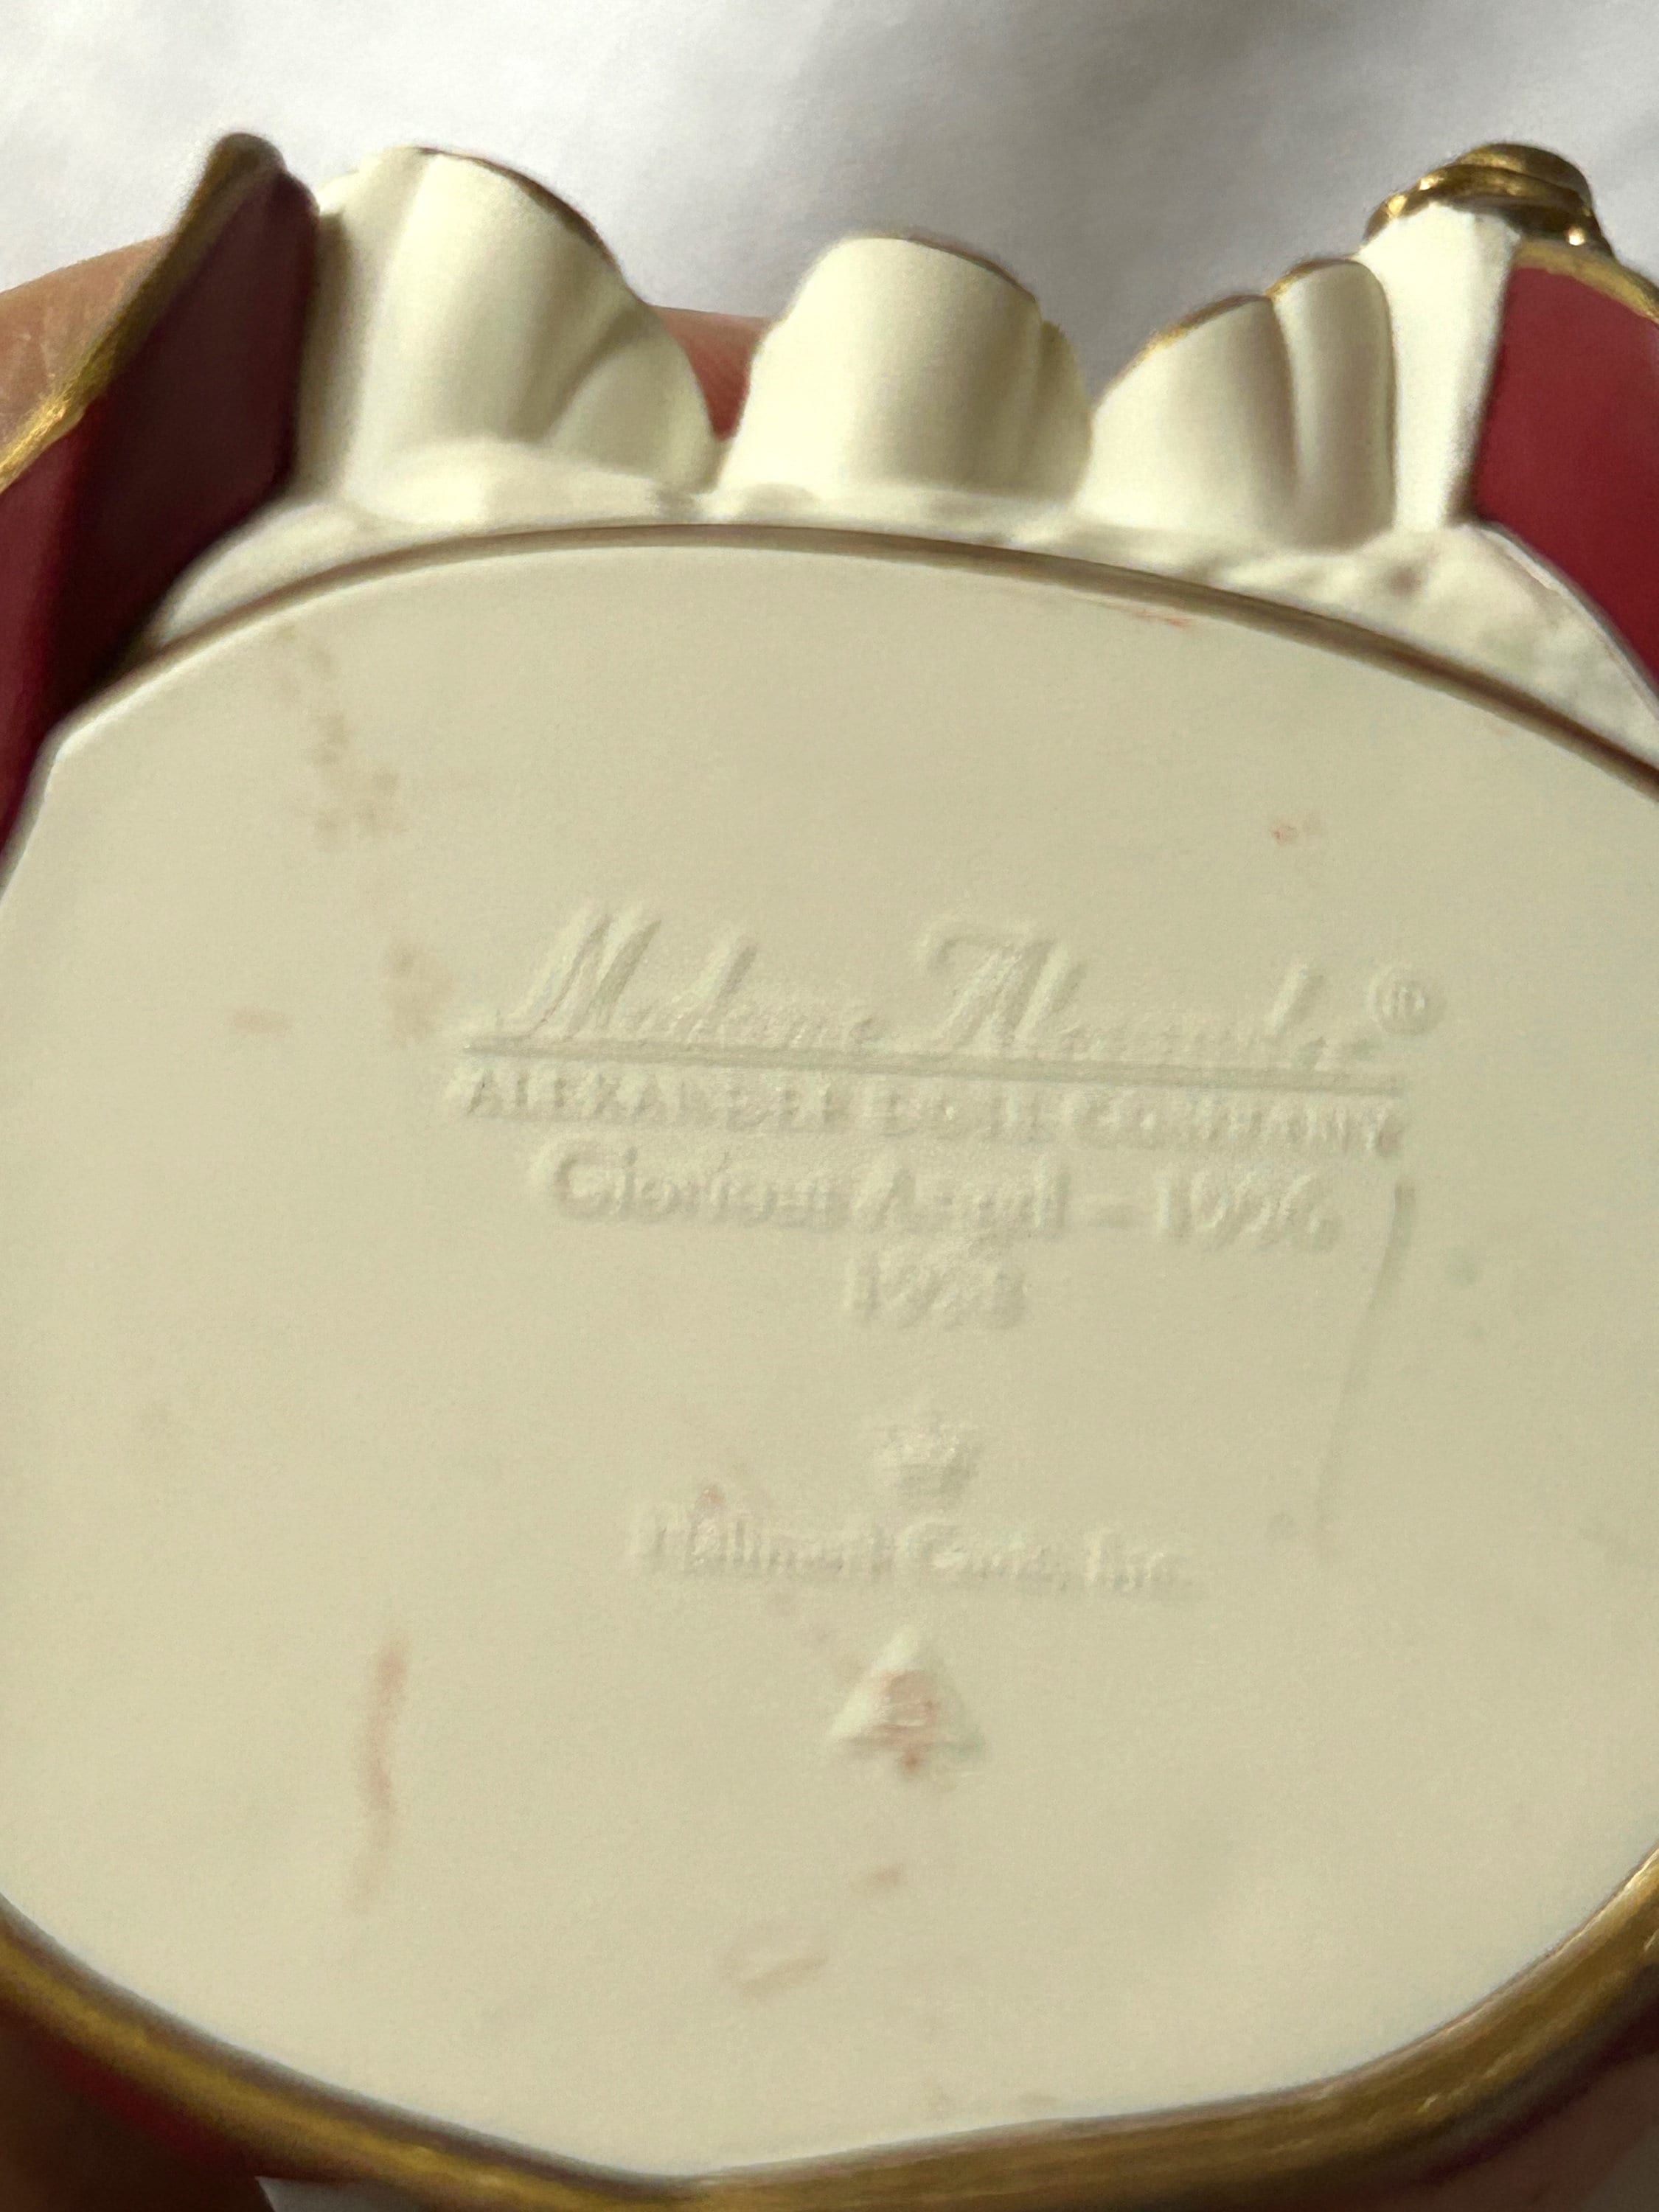 Madame Alexander®
ALEXANDER DOLL COMPANY
Glorious Angel – 1996
1998
Hallmark Cards, Inc.